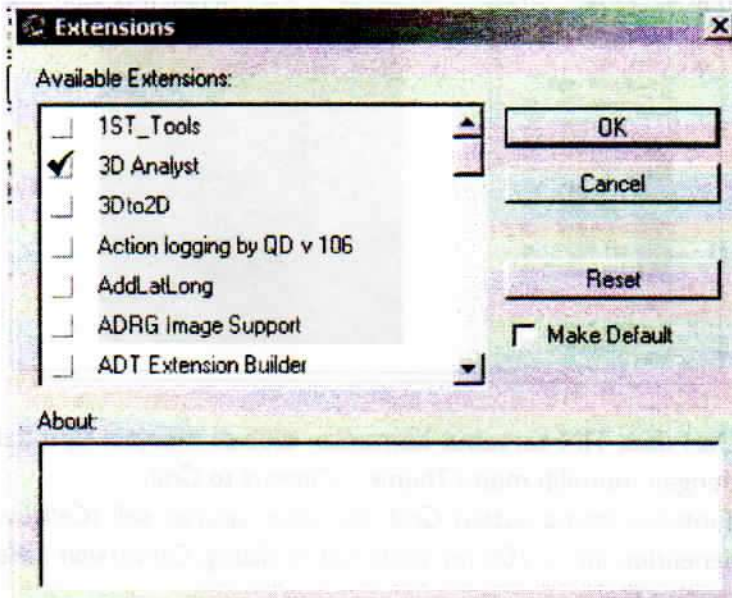 Extensions
Available Extensions:
1ST_Tools
3D Analyst
3Dto2D
Action logging by QD v 106
AddLatLong
ADRG Image Support
ADT Extension Builder
OK
Cancel
Reset
Make Default
About: